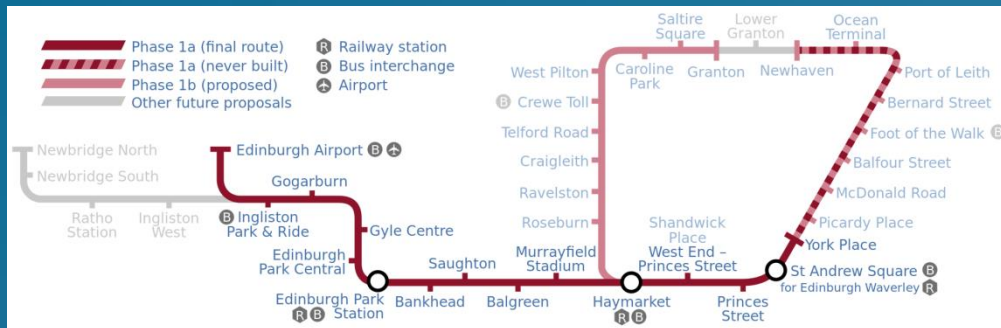 Phase 1a (final route)
Phase 1a (never built)
Phase 1b (proposed)
Other future proposals
R Railway station
B Bus interchange
Airport
Saltire
Square
Lower
Granton
Ocean
Terminal
West Pilton
Caroline
Park
Granton
Newhaven
Port of Leith
B Crewe Toll
Bernard Street
Telford Road
Foot of the Walk B
Newbridge North
Edinburgh Airport B
Craigleith
Balfour Street
Newbridge South
Gogarburn
Ravelston
McDonald Road
Ratho
Station
Ingliston
West
B Ingliston
Park & Ride
Gyle Centre
Roseburn
Shandwick
Place
Picardy Place
Edinburgh
Park Central
Saughton
Murrayfield
Stadium
West End –
Princes Street
York Place
St Andrew Square B
for Edinburgh Waverley R
Edinburgh Park
Station
R B
Bankhead
Balgreen
Haymarket
R B
Princes
Street